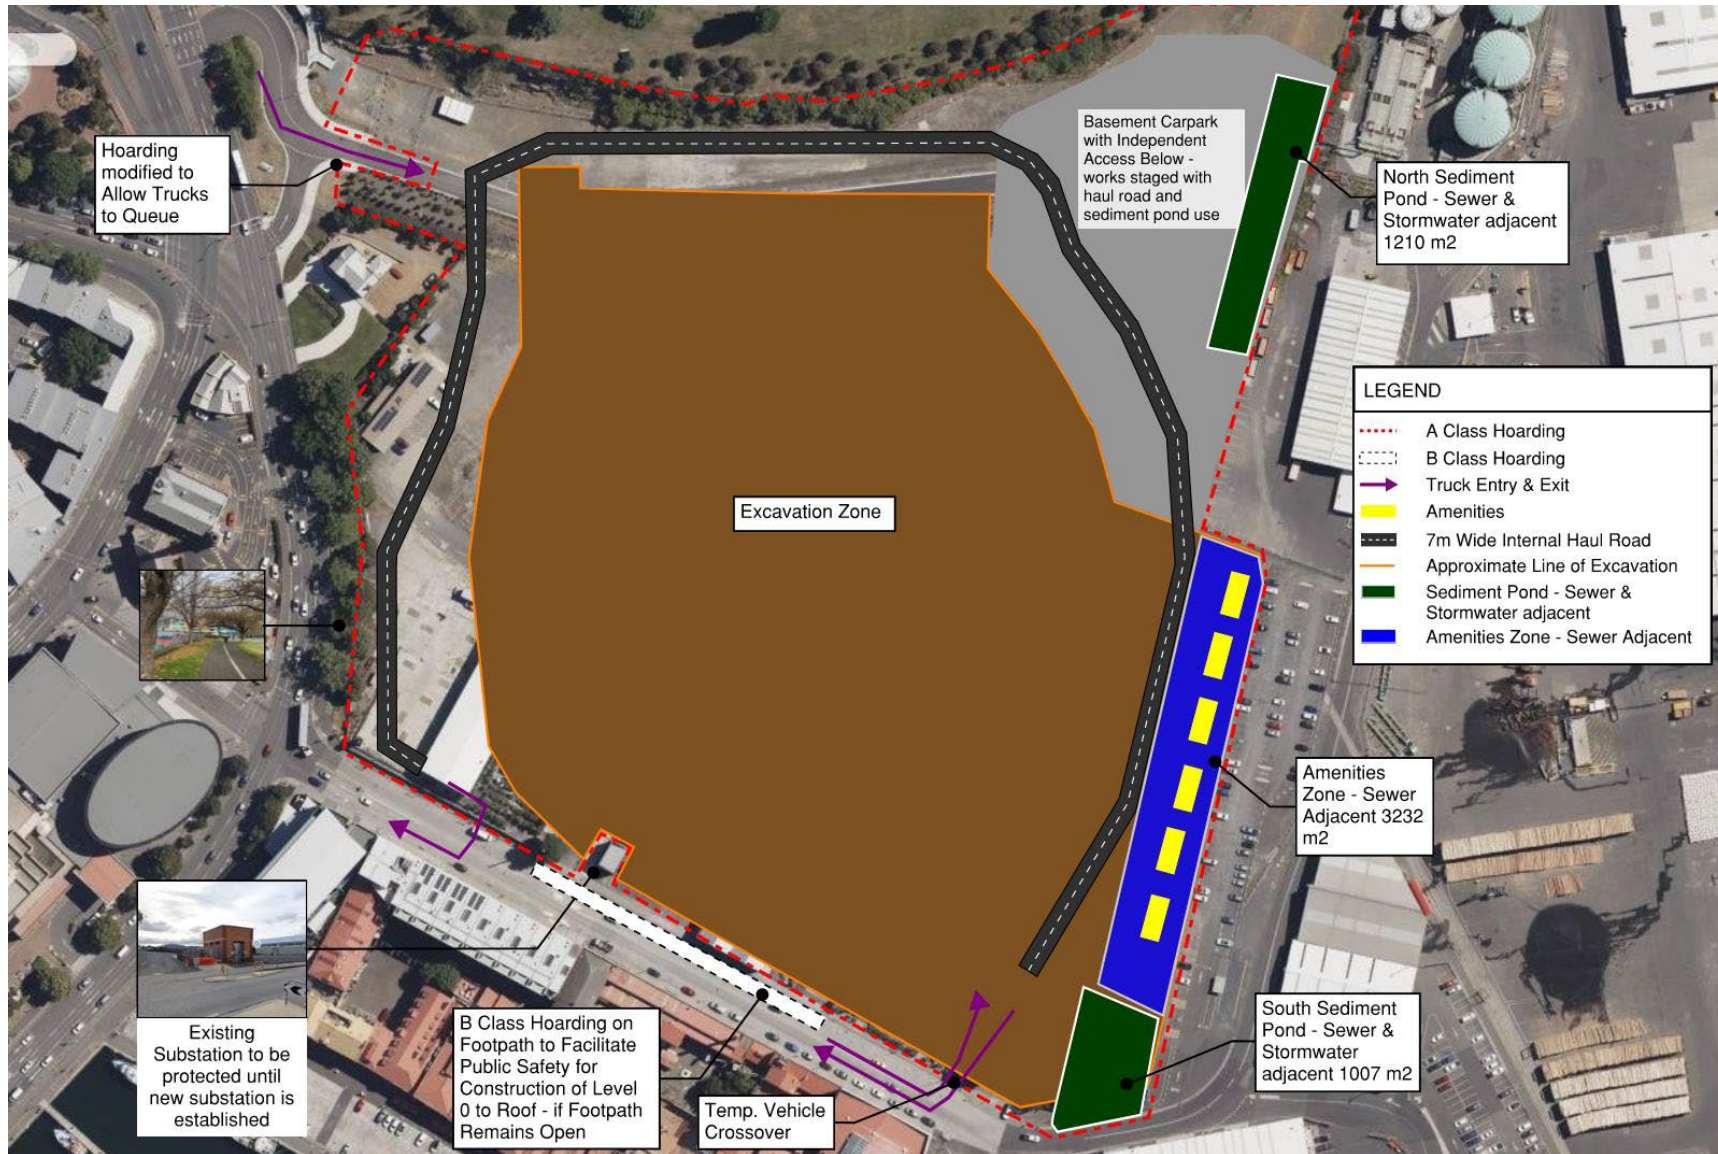 Hoarding
modified to
Allow Trucks
to Queue
Basement Carpark
with Independent
Access Below -
works staged with
haul road and
sediment pond use
North Sediment
Pond - Sewer &
Stormwater adjacent
1210 m2
LEGEND
A Class Hoarding
B Class Hoarding
Truck Entry & Exit
Amenities
7m Wide Internal Haul Road
Approximate Line of Excavation
Sediment Pond - Sewer &
Stormwater adjacent
Amenities Zone - Sewer Adjacent
Excavation Zone
Amenities
Zone - Sewer
Adjacent 3232
m2
Existing
Substation to be
protected until
new substation is
established
B Class Hoarding on
Footpath to Facilitate
Public Safety for
Construction of Level
0 to Roof - if Footpath
Remains Open
Temp. Vehicle
Crossover
South Sediment
Pond - Sewer &
Stormwater
adjacent 1007 m2